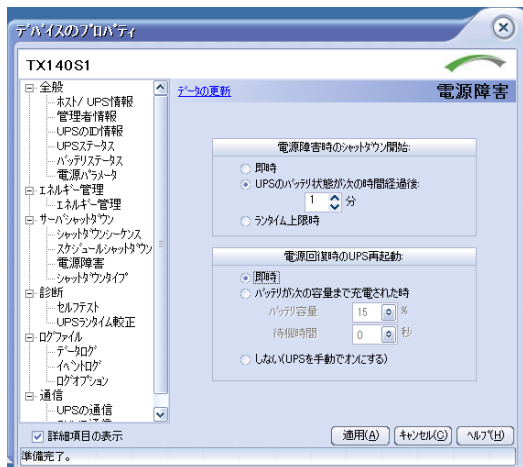 デバイスのプロパティ
TX140S1
全般
ホスト/ UPS情報
管理者情報
UPSのID情報
UPSステータス
バッテリステータス
電源パラメータ
エネルギー管理
エネルギー管理
サーバシャットダウン
シャットダウンシーケンス
スケジュールシャットダウン
電源障害
シャットダウンタイプ
診断
セルフテスト
UPSランタイム較正
ログファイル
データログ
イベントログ
ログオプション
通信
UPSの通信
データの更新
電源障害
電源障害時のシャットダウン開始:
即時
UPSのバッテリ状態が次の時間経過後:
1 分
ランタイム上限時
電源回復時のUPS再起動:
即時
バッテリが次の容量まで充電された時
バッテリ容量 15 %
待機時間 0 秒
しない(UPSを手動でオンにする)
詳細項目の表示
適用(A) キャンセル(C) ヘルプ(H)
準備完了。